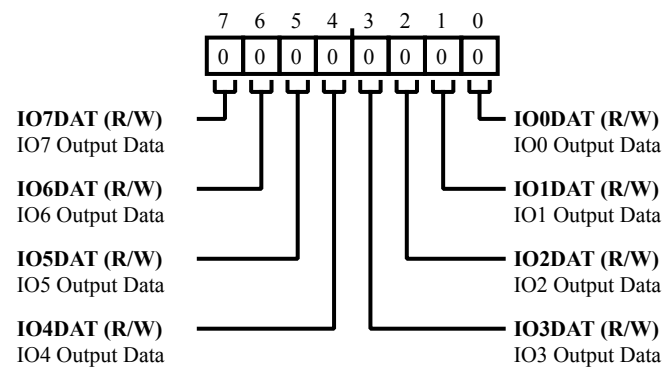 7 6 5 4 3 2 1 0
0 0 0 0 0 0 0 0
IO7DAT (R/W)
IO7 Output Data
IO6DAT (R/W)
IO6 Output Data
IO5DAT (R/W)
IO5 Output Data
IO4DAT (R/W)
IO4 Output Data
IO0DAT (R/W)
IO0 Output Data
IO1DAT (R/W)
IO1 Output Data
IO2DAT (R/W)
IO2 Output Data
IO3DAT (R/W)
IO3 Output Data